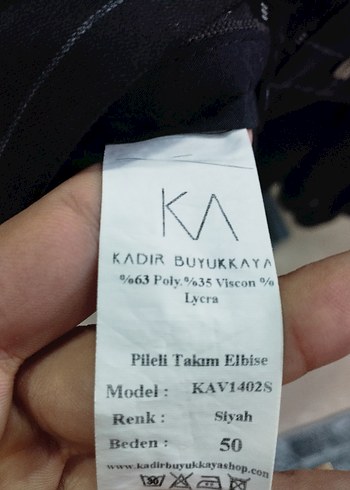 KA
KADIR BUYUKKAYA
%63 Poly.%35 Viscon %
Lycra
Pileli Takım Elbise
Model : KAV1402S
Renk : Siyah
Beden : 50
www.kadirbuyukkayashop.com
30